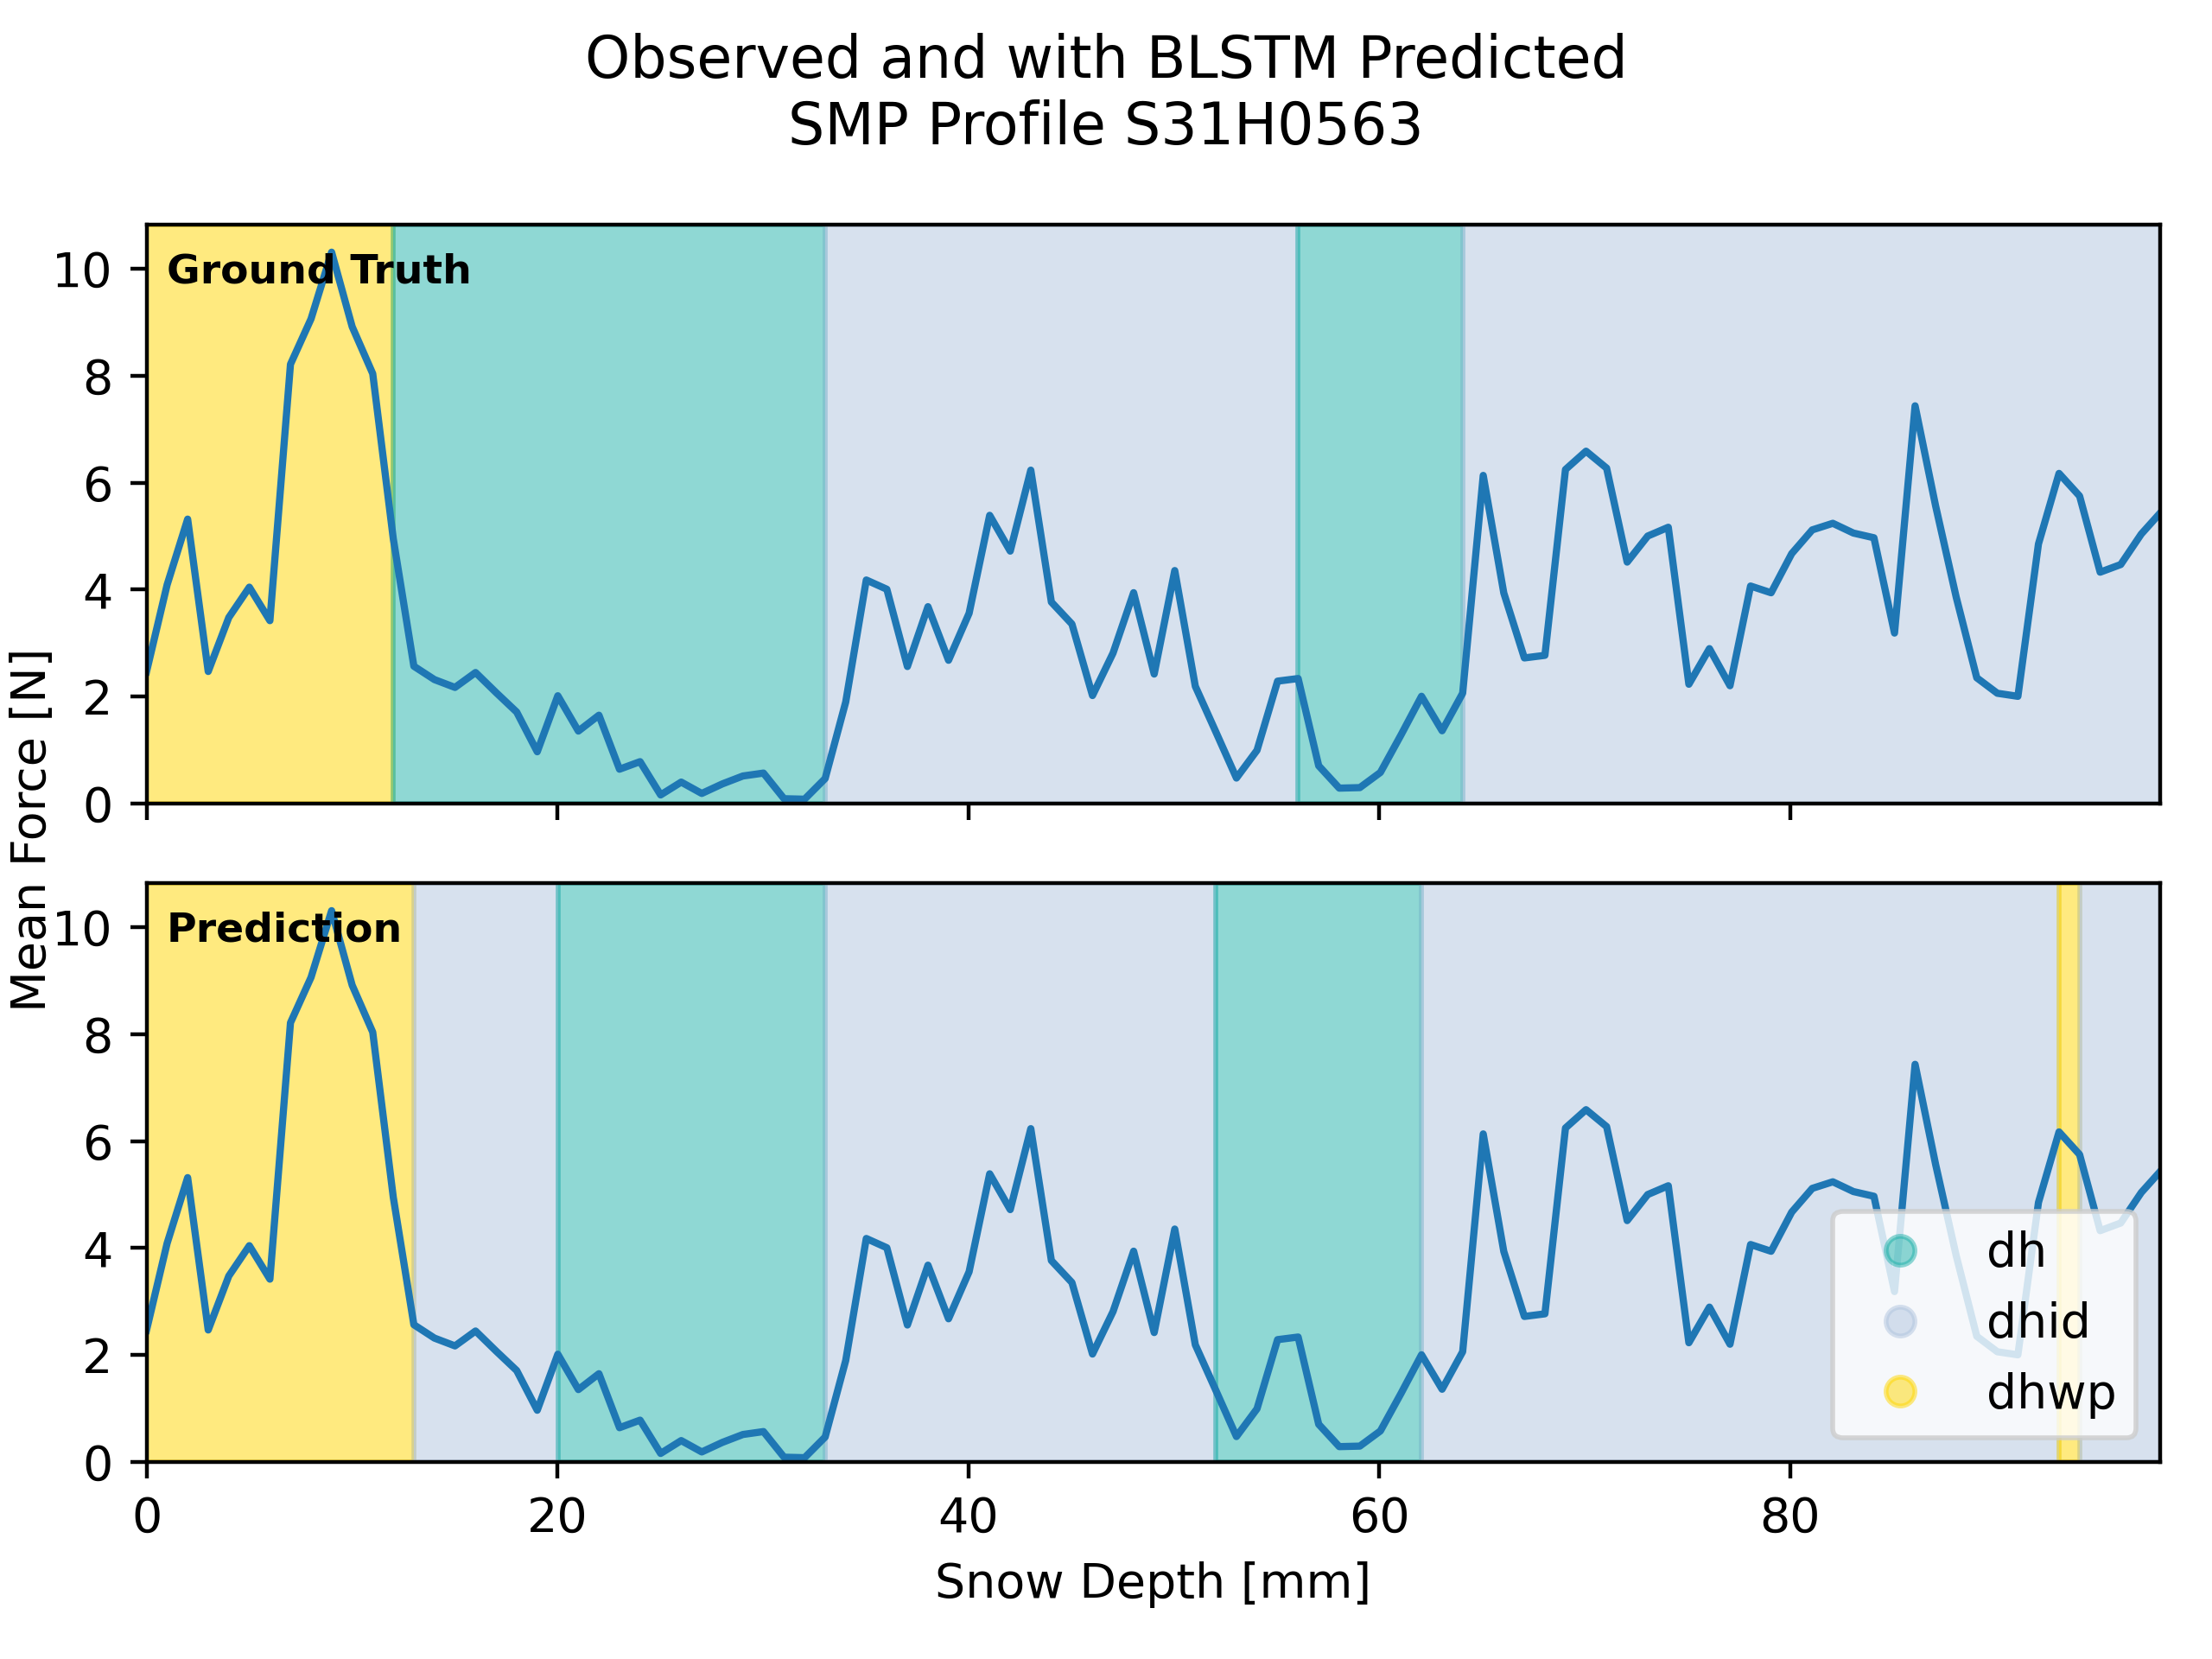 Observed and with BLSTM Predicted
SMP Profile S31H0563
Mean Force [N]
Ground Truth
10
8
6
4
2
0
Prediction
10
8
6
4
2
0
dh
dhid
dhwp
0 20 40 60 80
Snow Depth [mm]